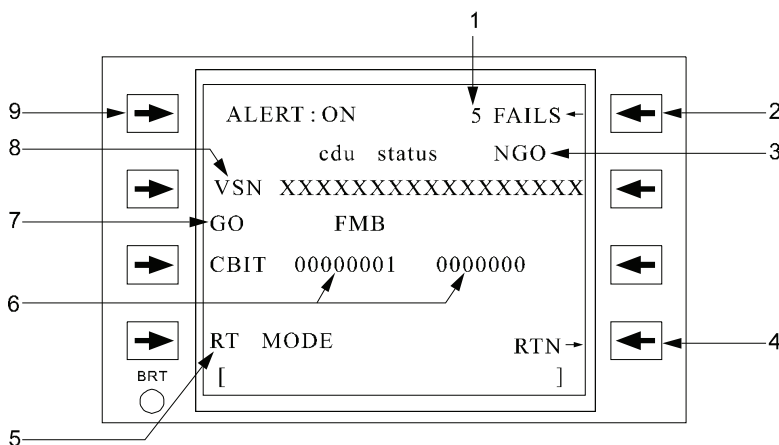 1
9 ALERT : ON 5 FAILS ← 2
8 cdu status NGO 3
VSN XXXXXXXXXXXXXXXXX
7 GO FMB
6 CBIT 00000001 0000000
RT MODE RTN → 4
BRT [ ]
5